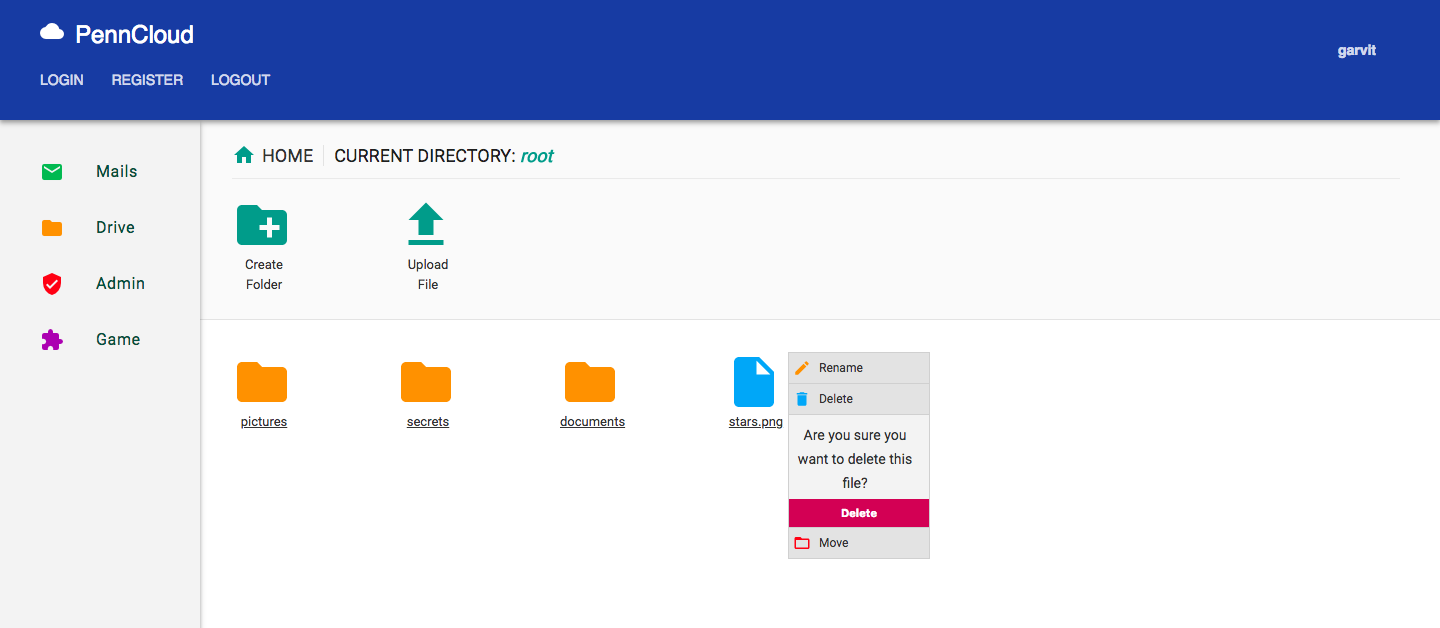 PennCloud
LOGIN REGISTER LOGOUT
garvit
Mails
Drive
Admin
Game
HOME CURRENT DIRECTORY: root
Create
Folder
Upload
File
pictures
secrets
documents
stars.png
Rename
Delete
Are you sure you
want to delete this
file?
Delete
Move